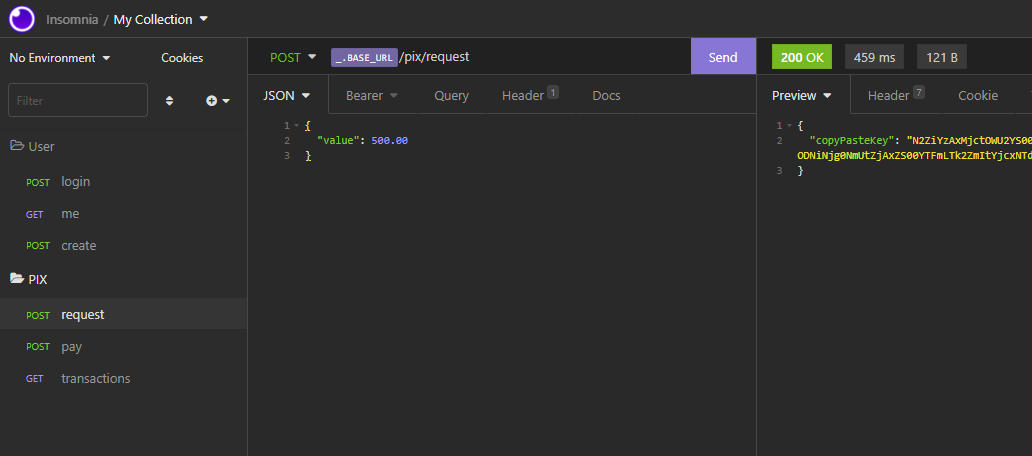 Insomnia / My Collection
No Environment
Cookies
Filter
User
POST login
GET me
POST create
PIX
POST request
POST pay
GET transactions
POST _.BASE_URL /pix/request
Send
JSON
Bearer
Query
Header 1
Docs
1 {
2 "value": 500.00
3 }
200 OK
459 ms
121 B
Preview
Header 7
Cookie
1 {
2 "copyPasteKey": "N2ZiYzAxMjctOWU2YS00
ODNiNjg0NmUtZjAxZS00YTFmLTk2ZmItYjcxNTd
3 }